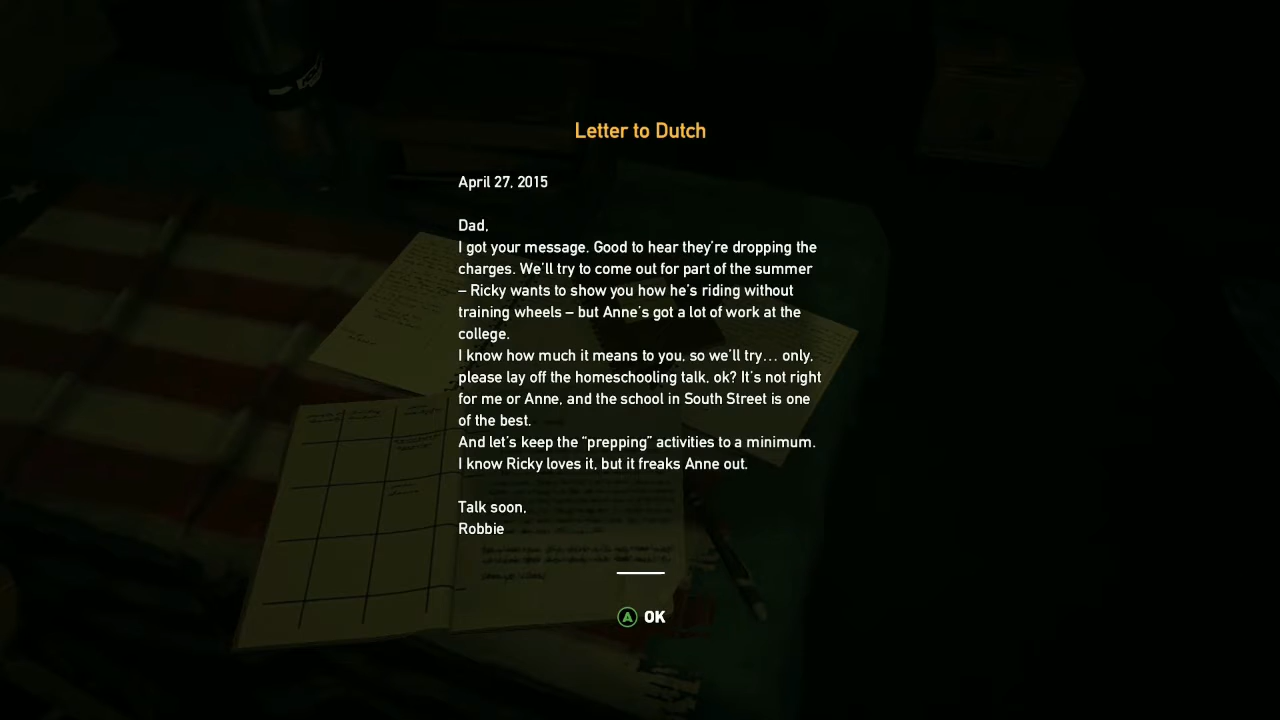 Letter to Dutch
April 27, 2015
Dad,
I got your message. Good to hear they're dropping the
charges. We'll try to come out for part of the summer
– Ricky wants to show you how he's riding without
training wheels – but Anne's got a lot of work at the
college.
I know how much it means to you, so we'll try... only,
please lay off the homeschooling talk, ok? It's not right
for me or Anne, and the school in South Street is one
of the best.
And let's keep the “prepping” activities to a minimum.
I know Ricky loves it, but it freaks Anne out.
Talk soon,
Robbie
A OK